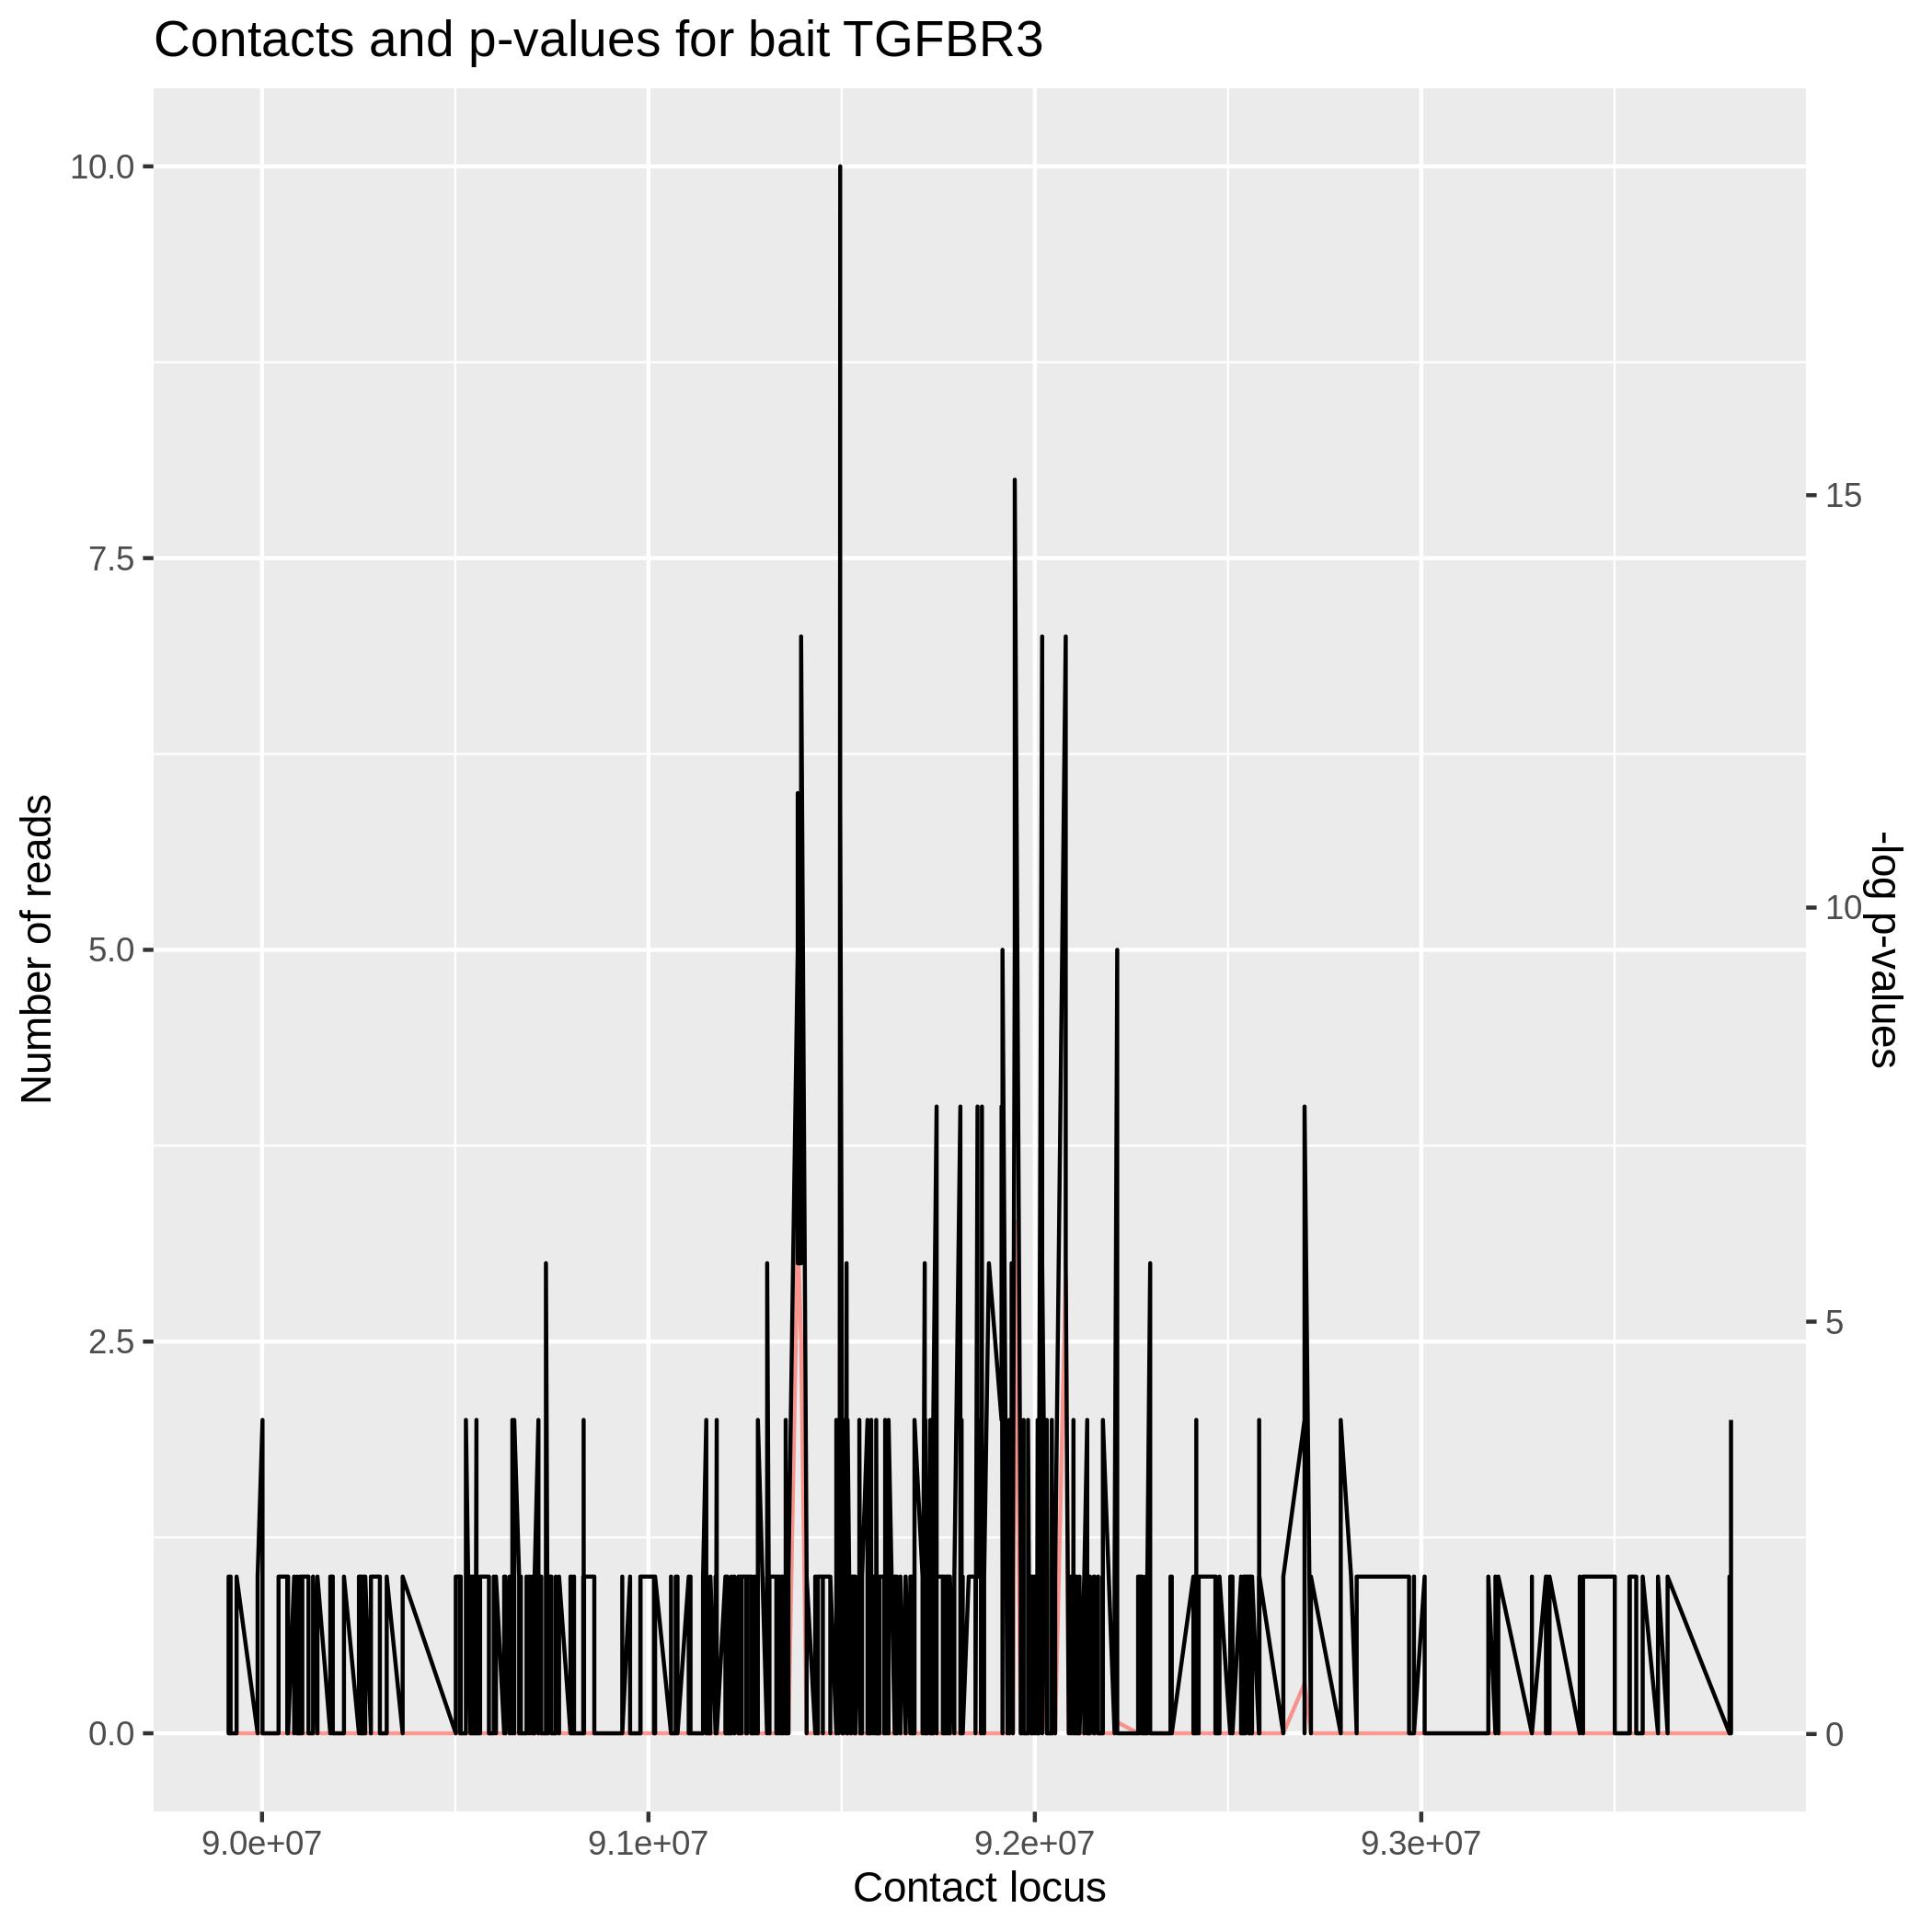 Contacts and p-values for bait TGFBR3
10.0
7.5
5.0
2.5
0.0
Number of reads
15
10
5
0
-log p-values
9.0e+07
9.1e+07
9.2e+07
9.3e+07
Contact locus